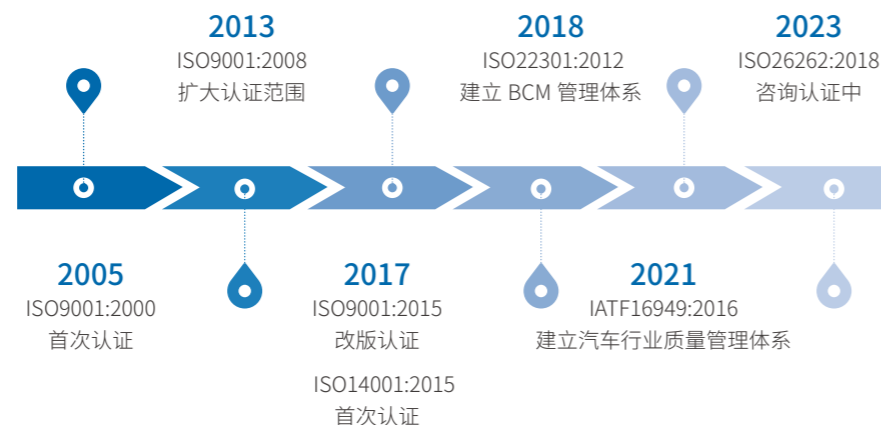 2013
ISO9001:2008
扩大认证范围
2018
ISO22301:2012
建立 BCM 管理体系
2023
ISO26262:2018
咨询认证中
2005
ISO9001:2000
首次认证
2017
ISO9001:2015
改版认证
ISO14001:2015
首次认证
2021
IATF16949:2016
建立汽车行业质量管理体系